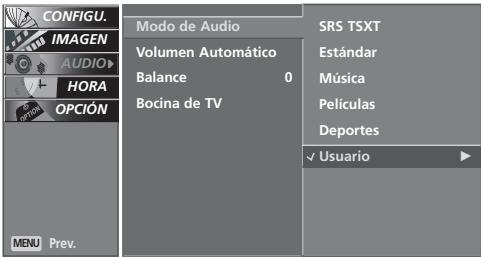 CONFIGU.
IMAGEN
AUDIO
HORA
OPCIÓN
OPTION
MENU Prev.
Modo de Audio
Volumen Automático
Balance 0
Bocina de TV
SRS TSXT
Estándar
Música
Películas
Deportes
✓ Usuario ►